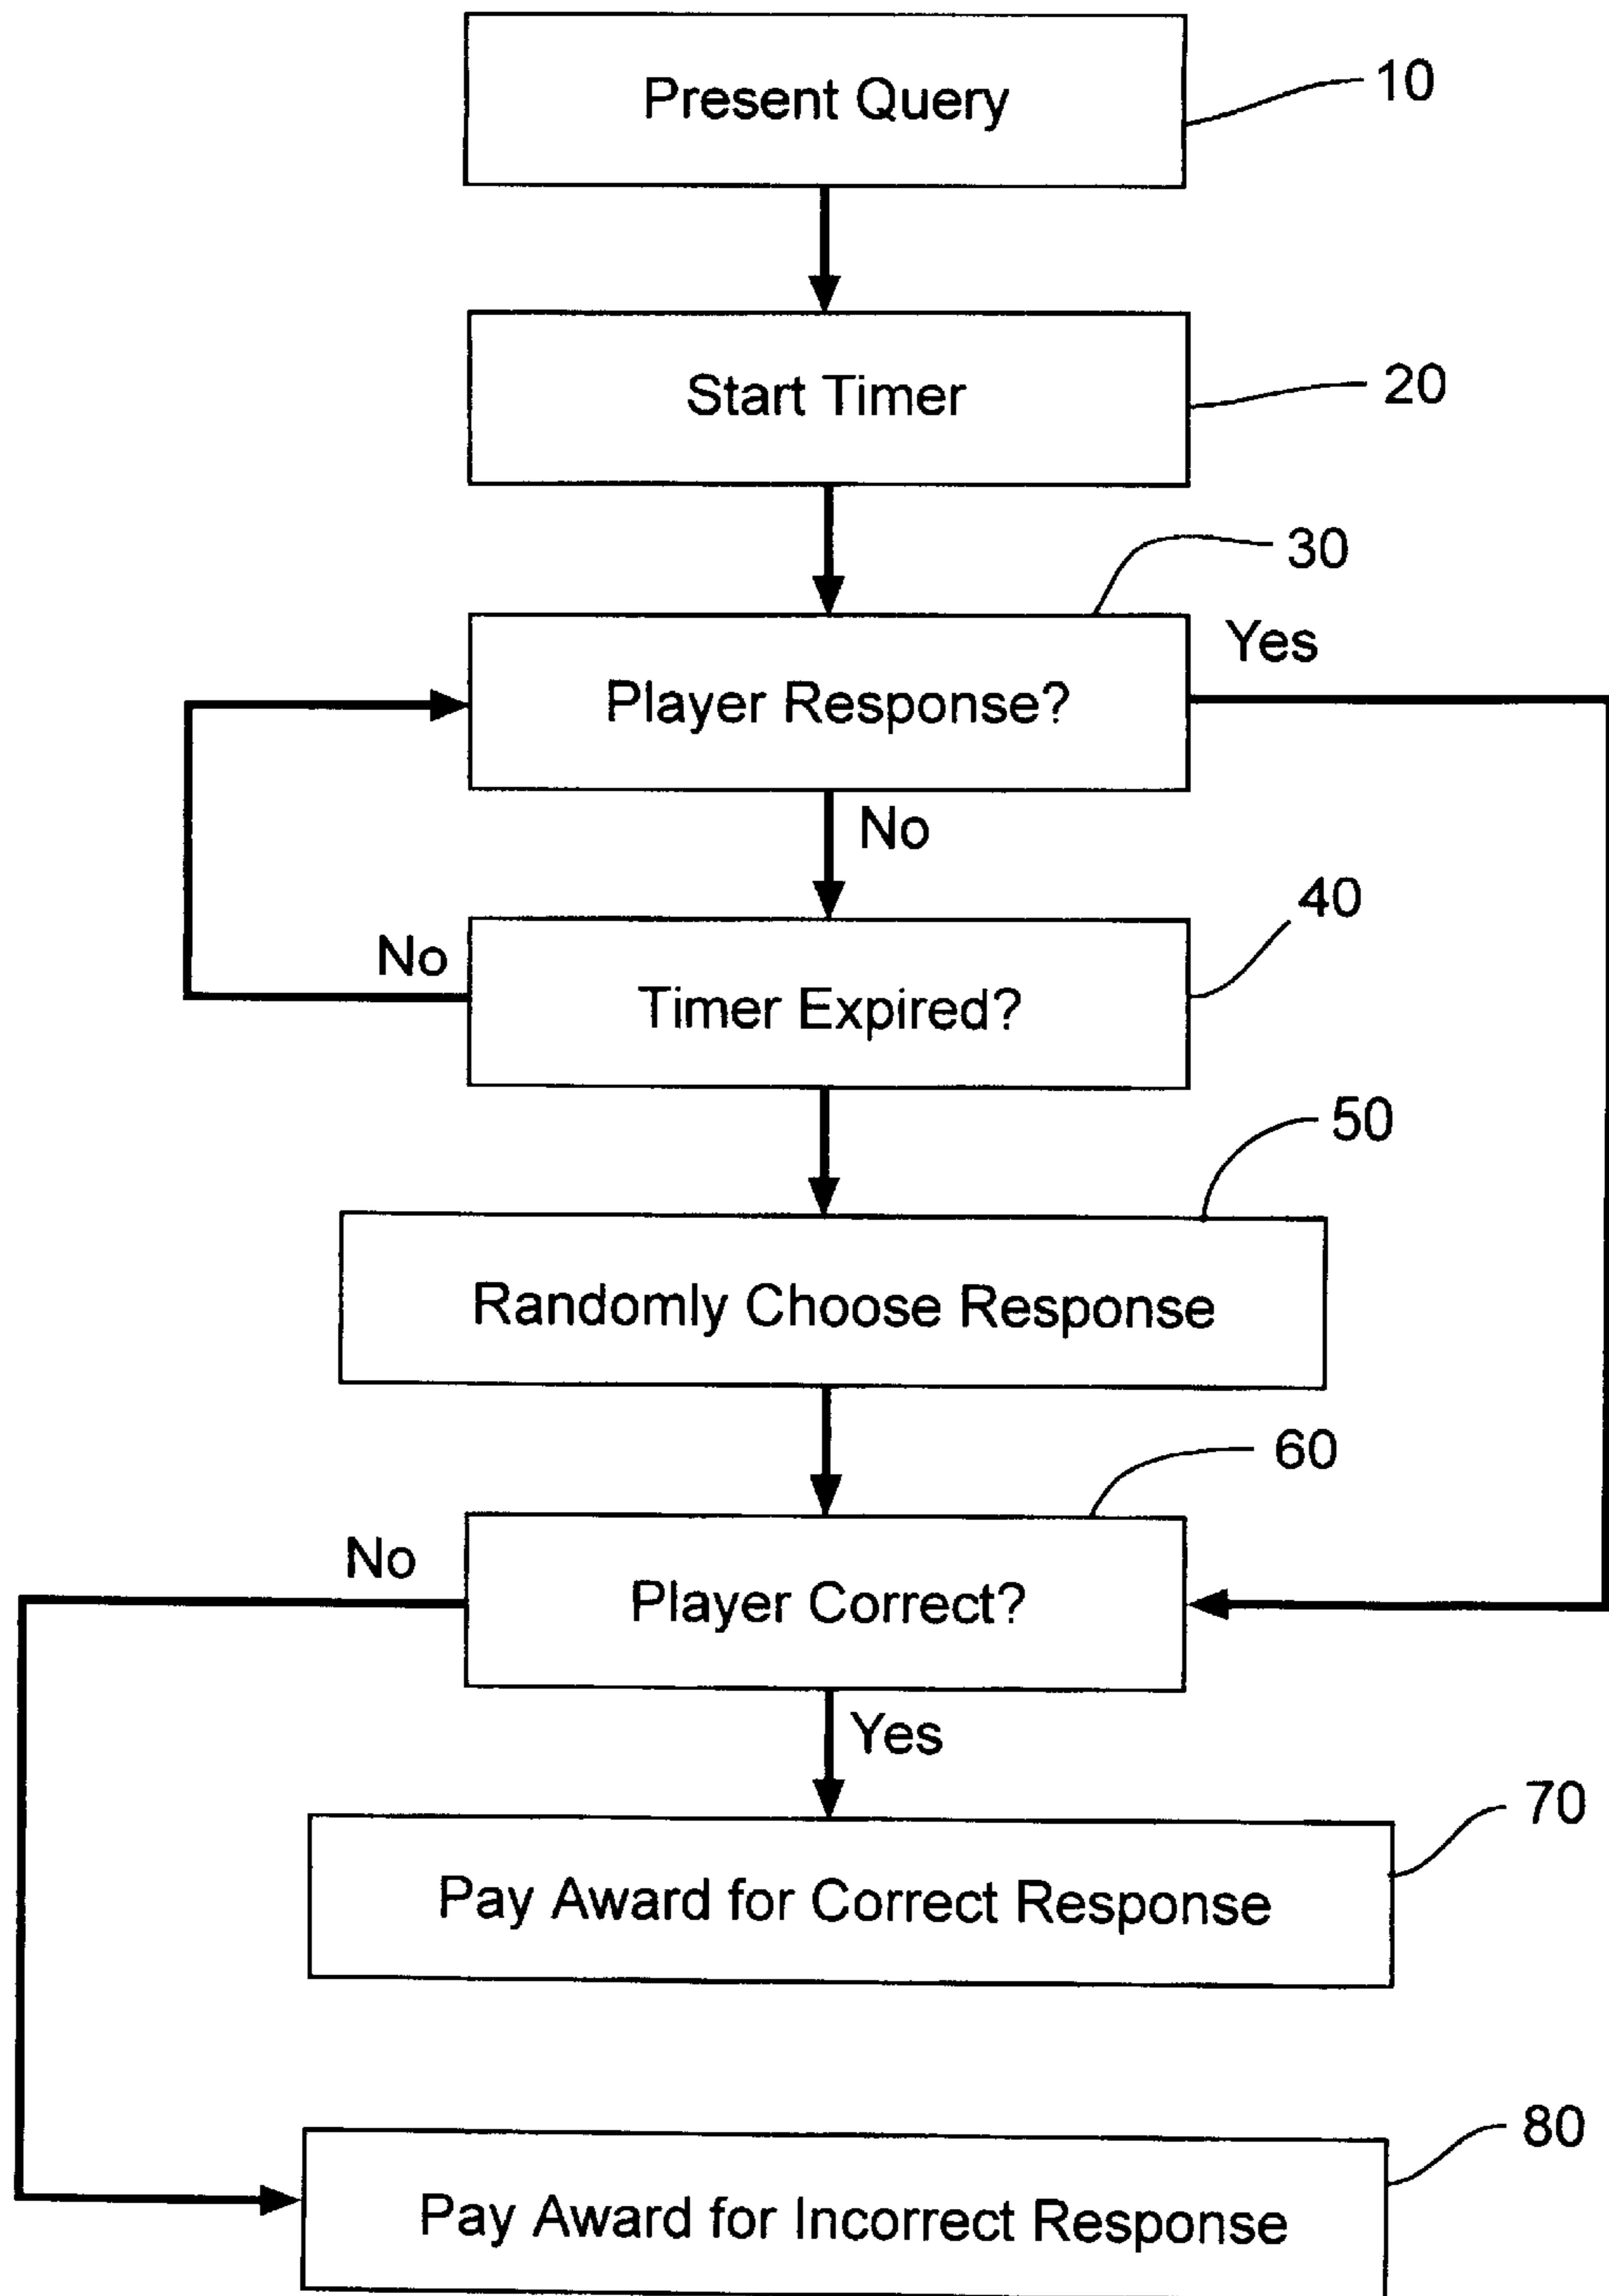 Present Query
10
Start Timer
20
30
Yes
Player Response?
No
40
No
Timer Expired?
50
Randomly Choose Response
60
No
Player Correct?
Yes
70
Pay Award for Correct Response
80
Pay Award for Incorrect Response